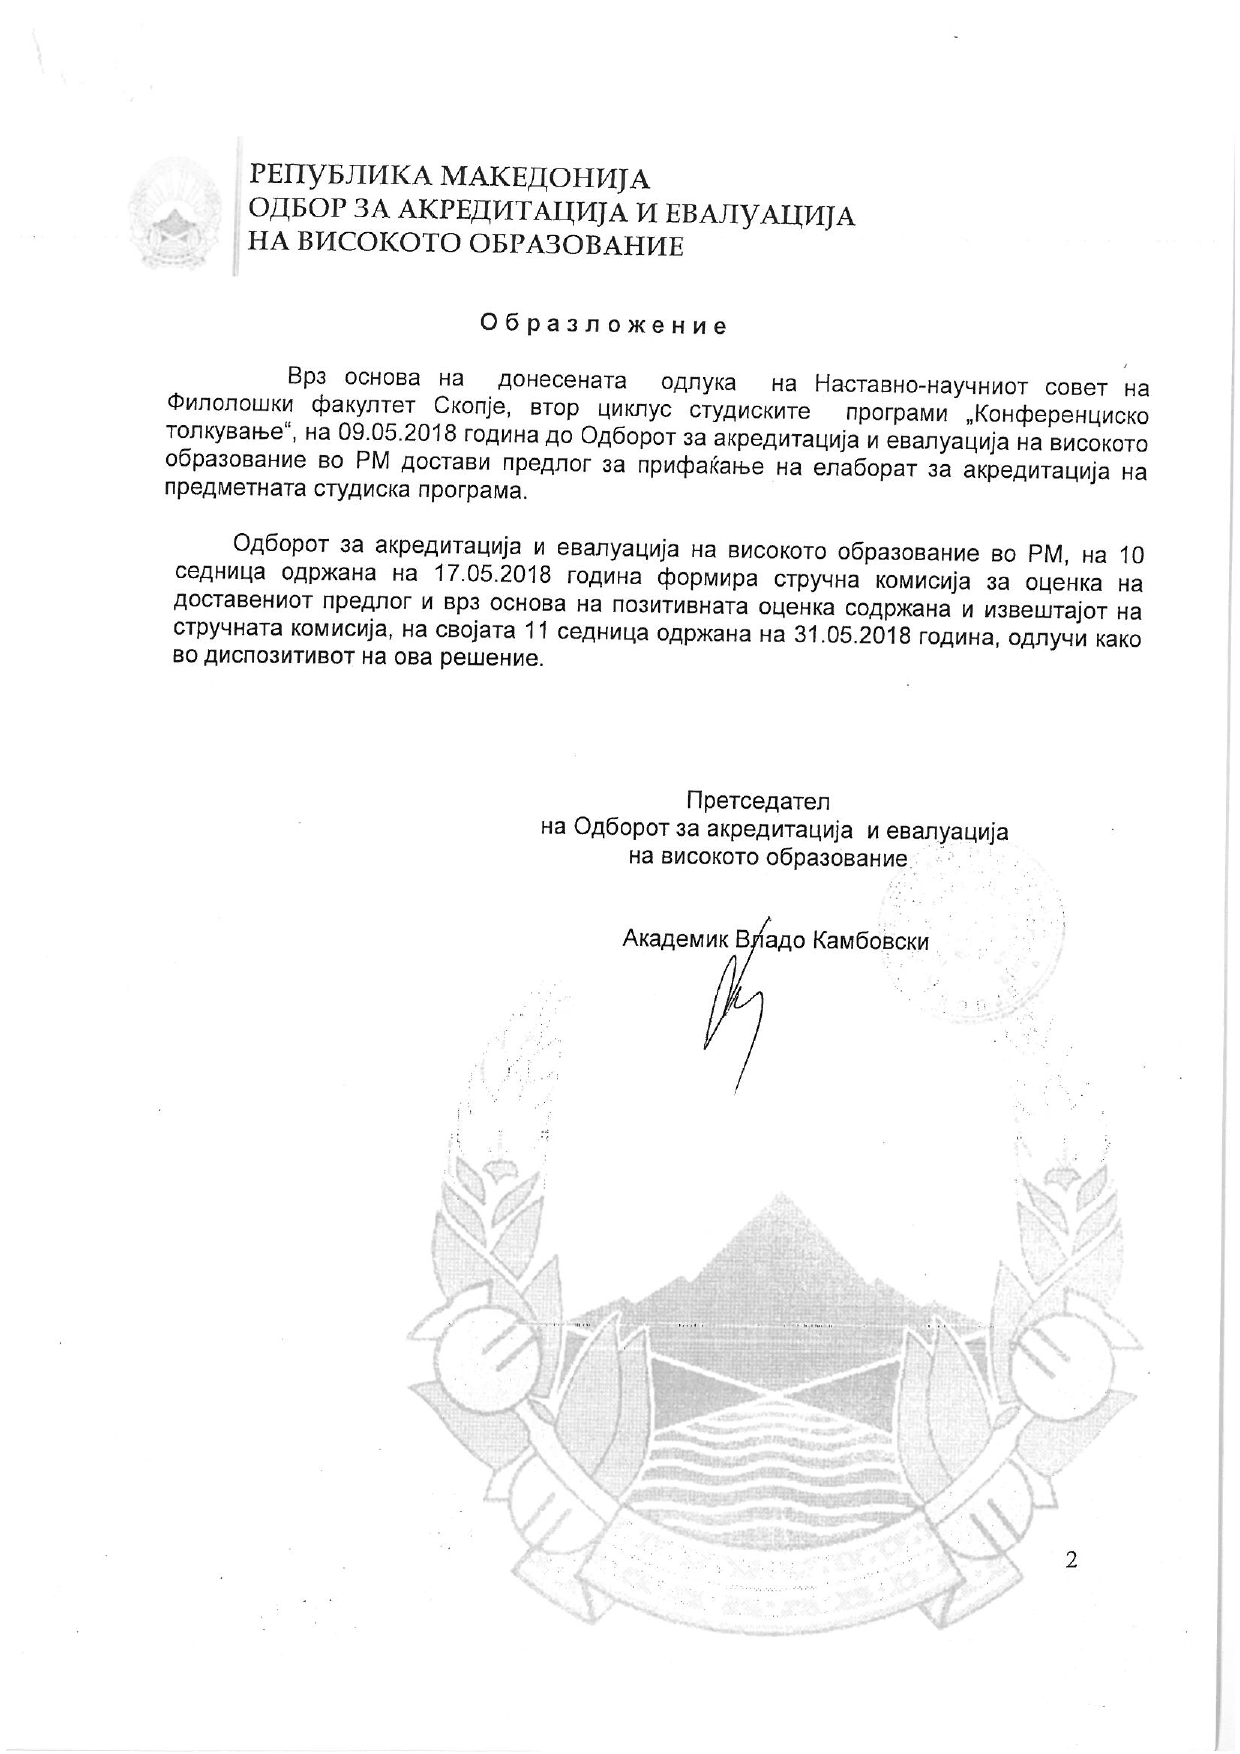 РЕПУБЛИКА МАКЕДОНИЈА
ОДБОР ЗА АКРЕДИТАЦИЈА И ЕВАЛУАЦИЈА
НА ВИСОКОТО ОБРАЗОВАНИЕ
О б р а з л о ж е н и е
Врз основа на донесената одлука на Наставно-научниот совет на
Филолошки факултет Скопје, втор циклус студиските програми „Конференциско
толкување“, на 09.05.2018 година до Одборот за акредитација и евалуација на високото
образование во РМ достави предлог за прифаќање на елаборат за акредитација на
предметната студиска програма.
Одборот за акредитација и евалуација на високото образование во РМ, на 10
седница одржана на 17.05.2018 година формира стручна комисија за оценка на
доставениот предлог и врз основа на позитивната оценка содржана и извештајот на
стручната комисија, на својата 11 седница одржана на 31.05.2018 година, одлучи како
во диспозитивот на ова решение.
Претседател
на Одборот за акредитација и евалуација
на високото образование
Академик Владо Камбовски
2